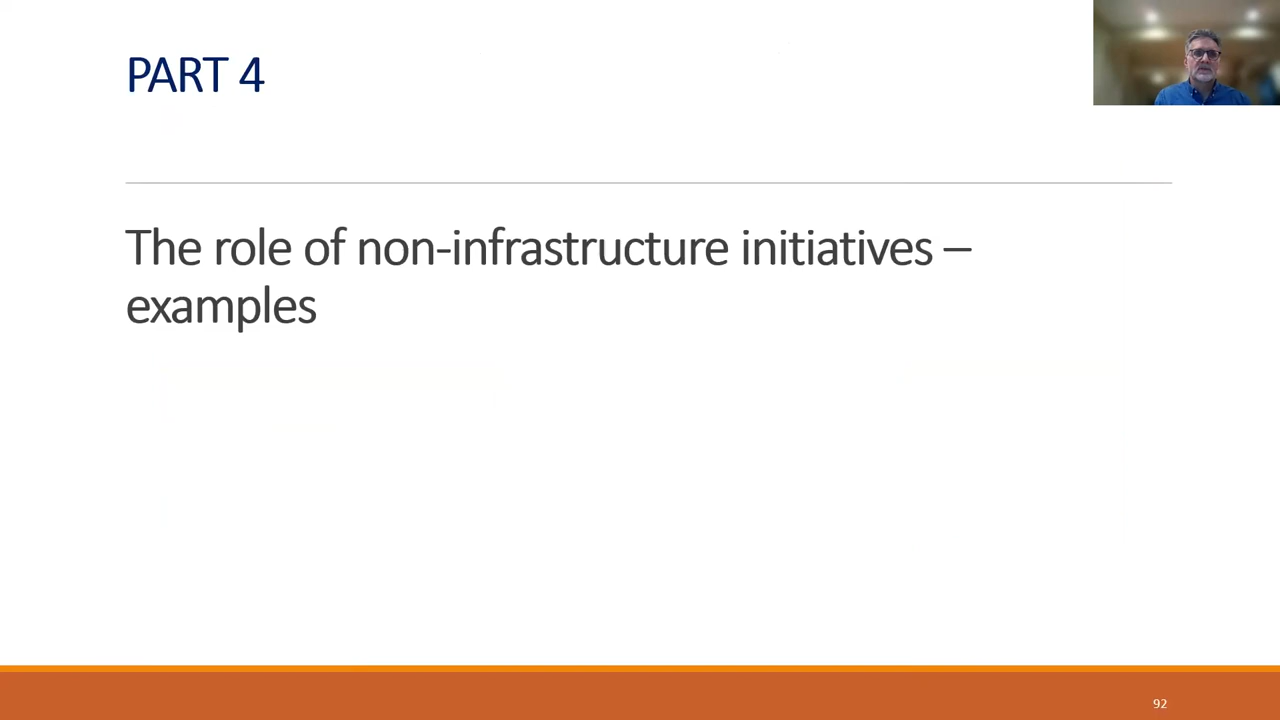 PART 4
The role of non-infrastructure initiatives –
examples
92